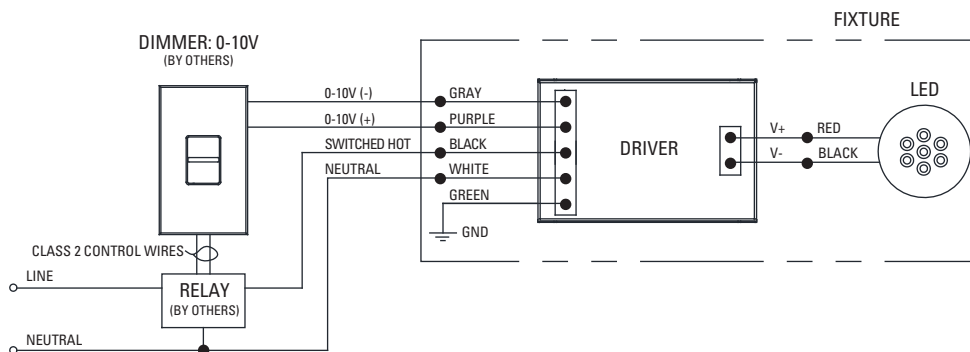 FIXTURE
DIMMER: 0-10V
(BY OTHERS)
LED
0-10V (-)
GRAY
0-10V (+)
PURPLE
V+
RED
SWITCHED HOT
BLACK
DRIVER
V-
BLACK
NEUTRAL
WHITE
GREEN
GND
CLASS 2 CONTROL WIRES
LINE
RELAY
(BY OTHERS)
NEUTRAL